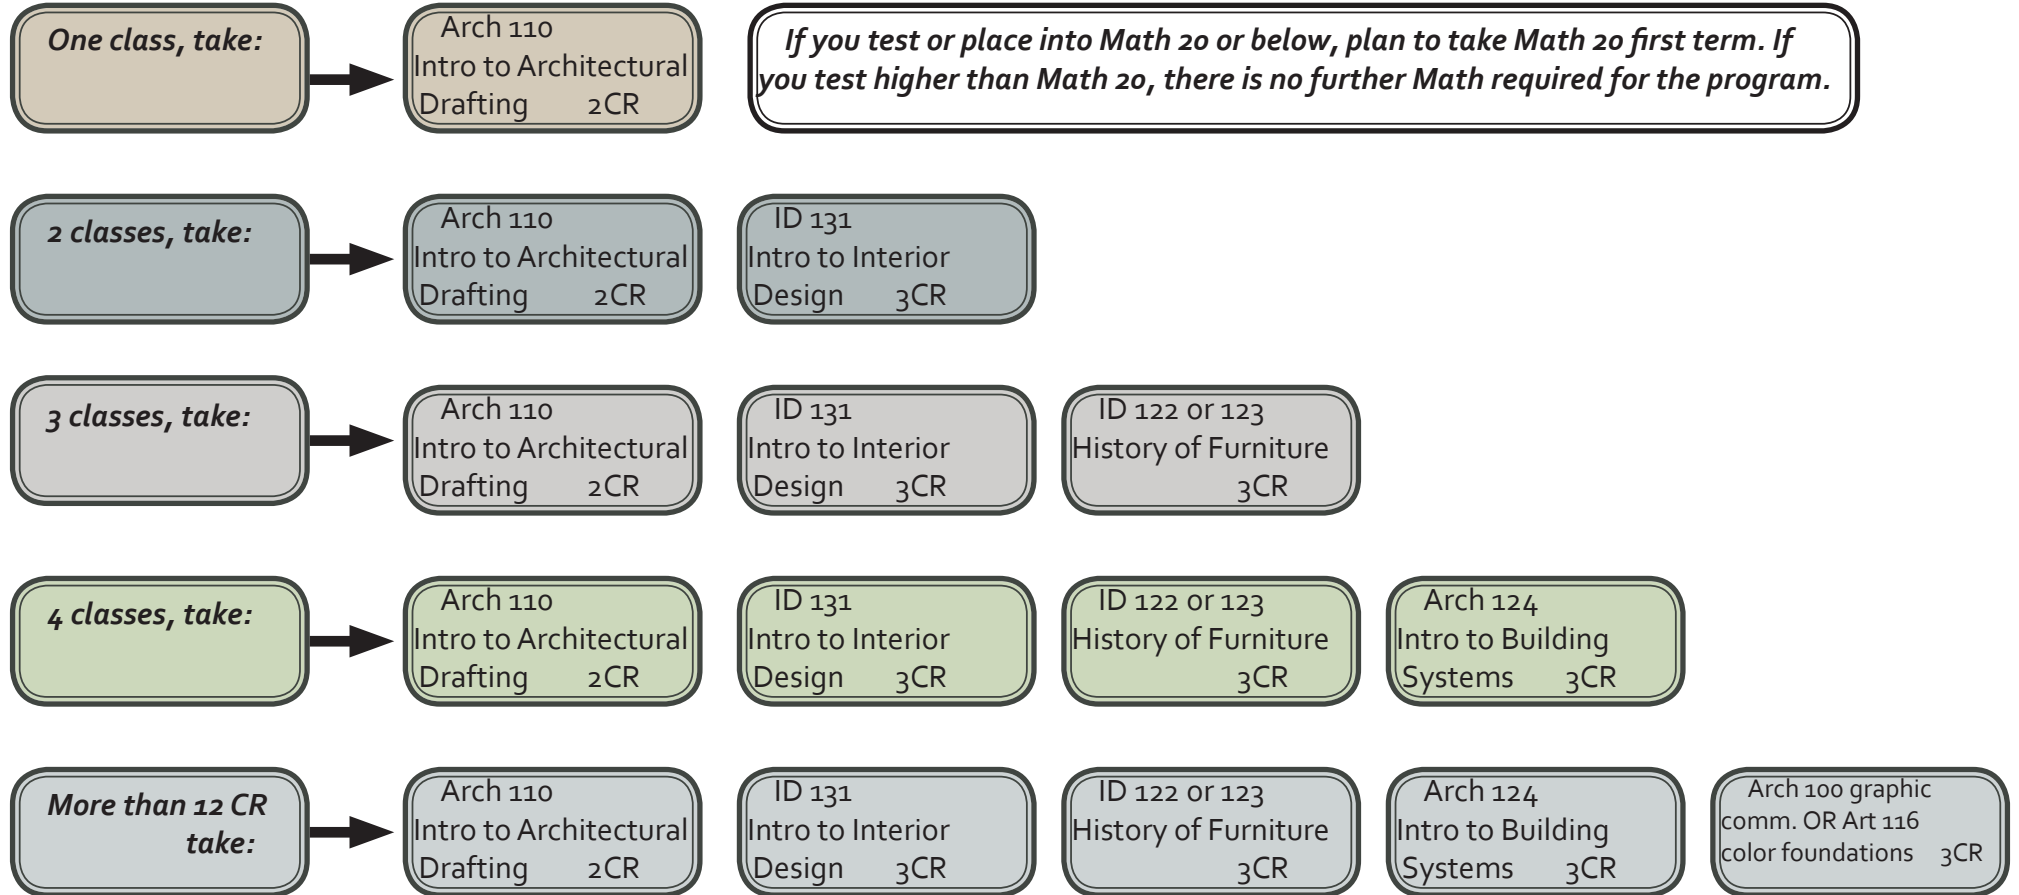 One class, take:
Arch 110
Intro to Architectural
Drafting 2CR
If you test or place into Math 20 or below, plan to take Math 20 first term. If
you test higher than Math 20, there is no further Math required for the program.
2 classes, take:
Arch 110
Intro to Architectural
Drafting 2CR
ID 131
Intro to Interior
Design 3CR
3 classes, take:
Arch 110
Intro to Architectural
Drafting 2CR
ID 131
Intro to Interior
Design 3CR
ID 122 or 123
History of Furniture
3CR
4 classes, take:
Arch 110
Intro to Architectural
Drafting 2CR
ID 131
Intro to Interior
Design 3CR
ID 122 or 123
History of Furniture
3CR
Arch 124
Intro to Building
Systems 3CR
More than 12 CR
take:
Arch 110
Intro to Architectural
Drafting 2CR
ID 131
Intro to Interior
Design 3CR
ID 122 or 123
History of Furniture
3CR
Arch 124
Intro to Building
Systems 3CR
Arch 100 graphic
comm. OR Art 116
color foundations 3CR